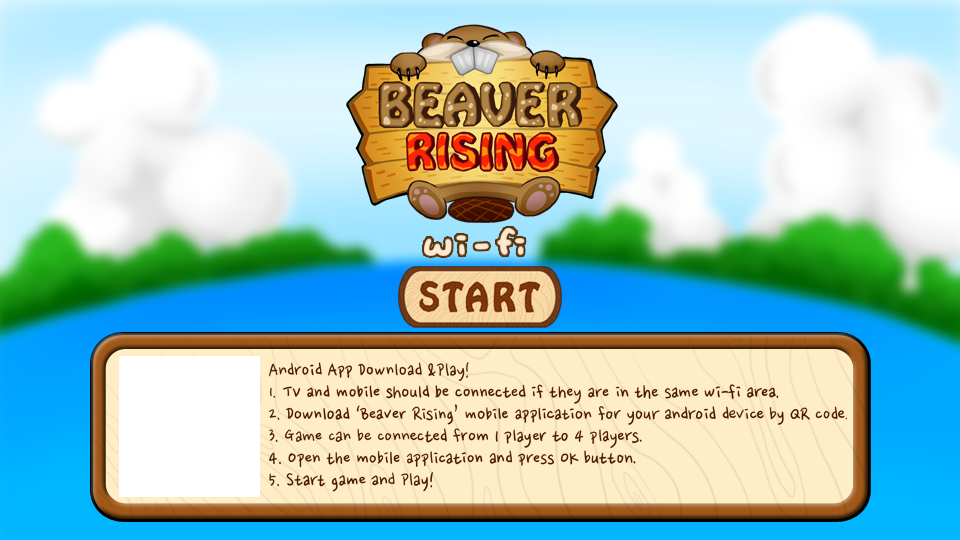 BEAVER
RISING
wi-fi
START
Android App Download &Play!
1. TV and mobile should be connected if they are in the same wi-fi area.
2. Download 'Beaver Rising' mobile application for your android device by QR code.
3. Game can be connected from 1 player to 4 players.
4. Open the mobile application and press OK button.
5. Start game and Play!